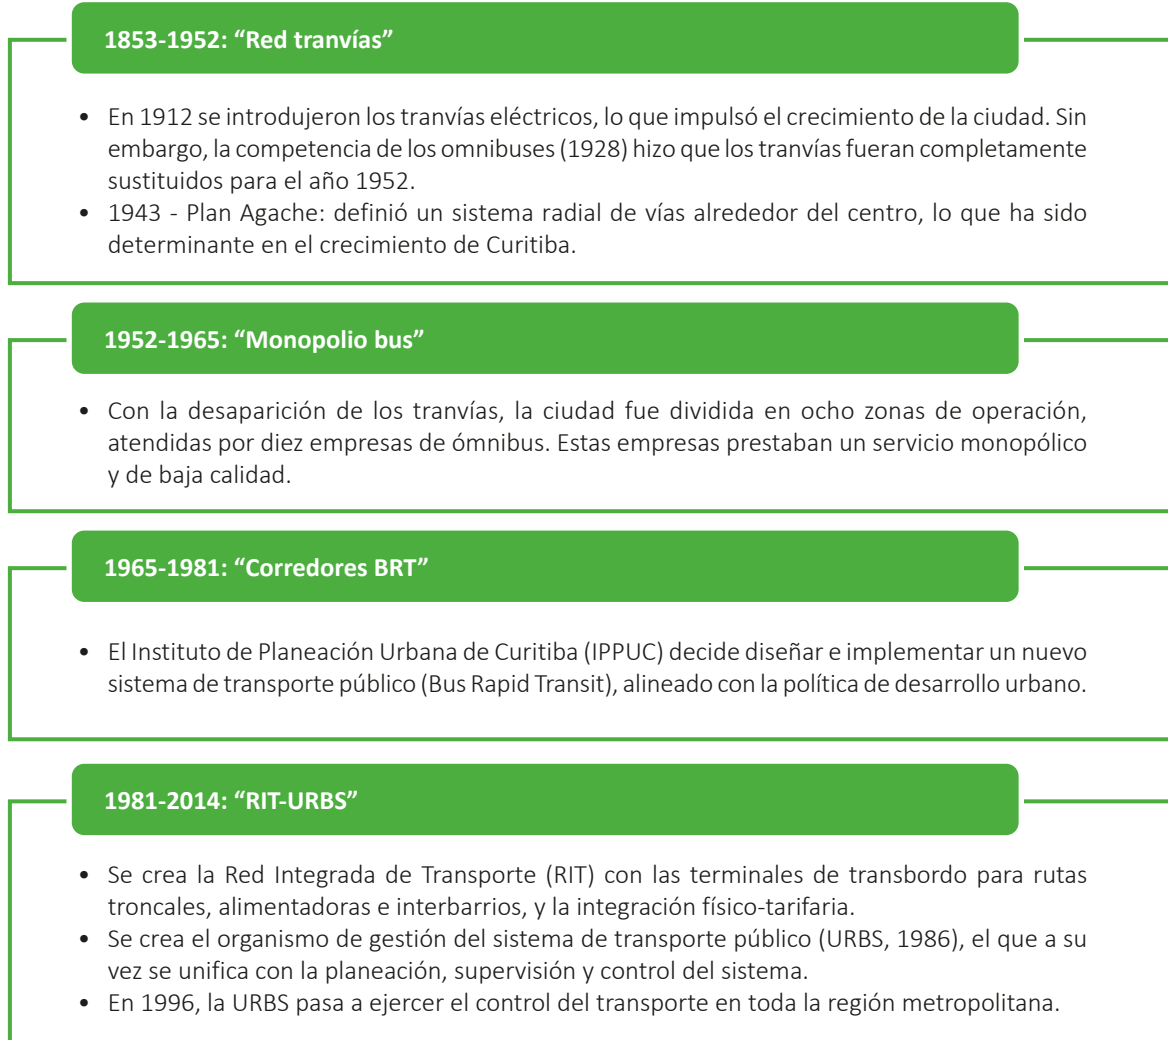 1853-1952: “Red tranvías”
• En 1912 se introdujeron los tranvías eléctricos, lo que impulsó el crecimiento de la ciudad. Sin
embargo, la competencia de los omnibuses (1928) hizo que los tranvías fueran completamente
sustituidos para el año 1952.
• 1943 - Plan Agache: definió un sistema radial de vías alrededor del centro, lo que ha sido
determinante en el crecimiento de Curitiba.
1952-1965: “Monopolio bus”
• Con la desaparición de los tranvías, la ciudad fue dividida en ocho zonas de operación,
atendidas por diez empresas de ómnibus. Estas empresas prestaban un servicio monopólico
y de baja calidad.
1965-1981: “Corredores BRT”
• El Instituto de Planeación Urbana de Curitiba (IPPUC) decide diseñar e implementar un nuevo
sistema de transporte público (Bus Rapid Transit), alineado con la política de desarrollo urbano.
1981-2014: “RIT-URBS”
• Se crea la Red Integrada de Transporte (RIT) con las terminales de transbordo para rutas
troncales, alimentadoras e interbarrios, y la integración físico-tarifaria.
• Se crea el organismo de gestión del sistema de transporte público (URBS, 1986), el que a su
vez se unifica con la planeación, supervisión y control del sistema.
• En 1996, la URBS pasa a ejercer el control del transporte en toda la región metropolitana.